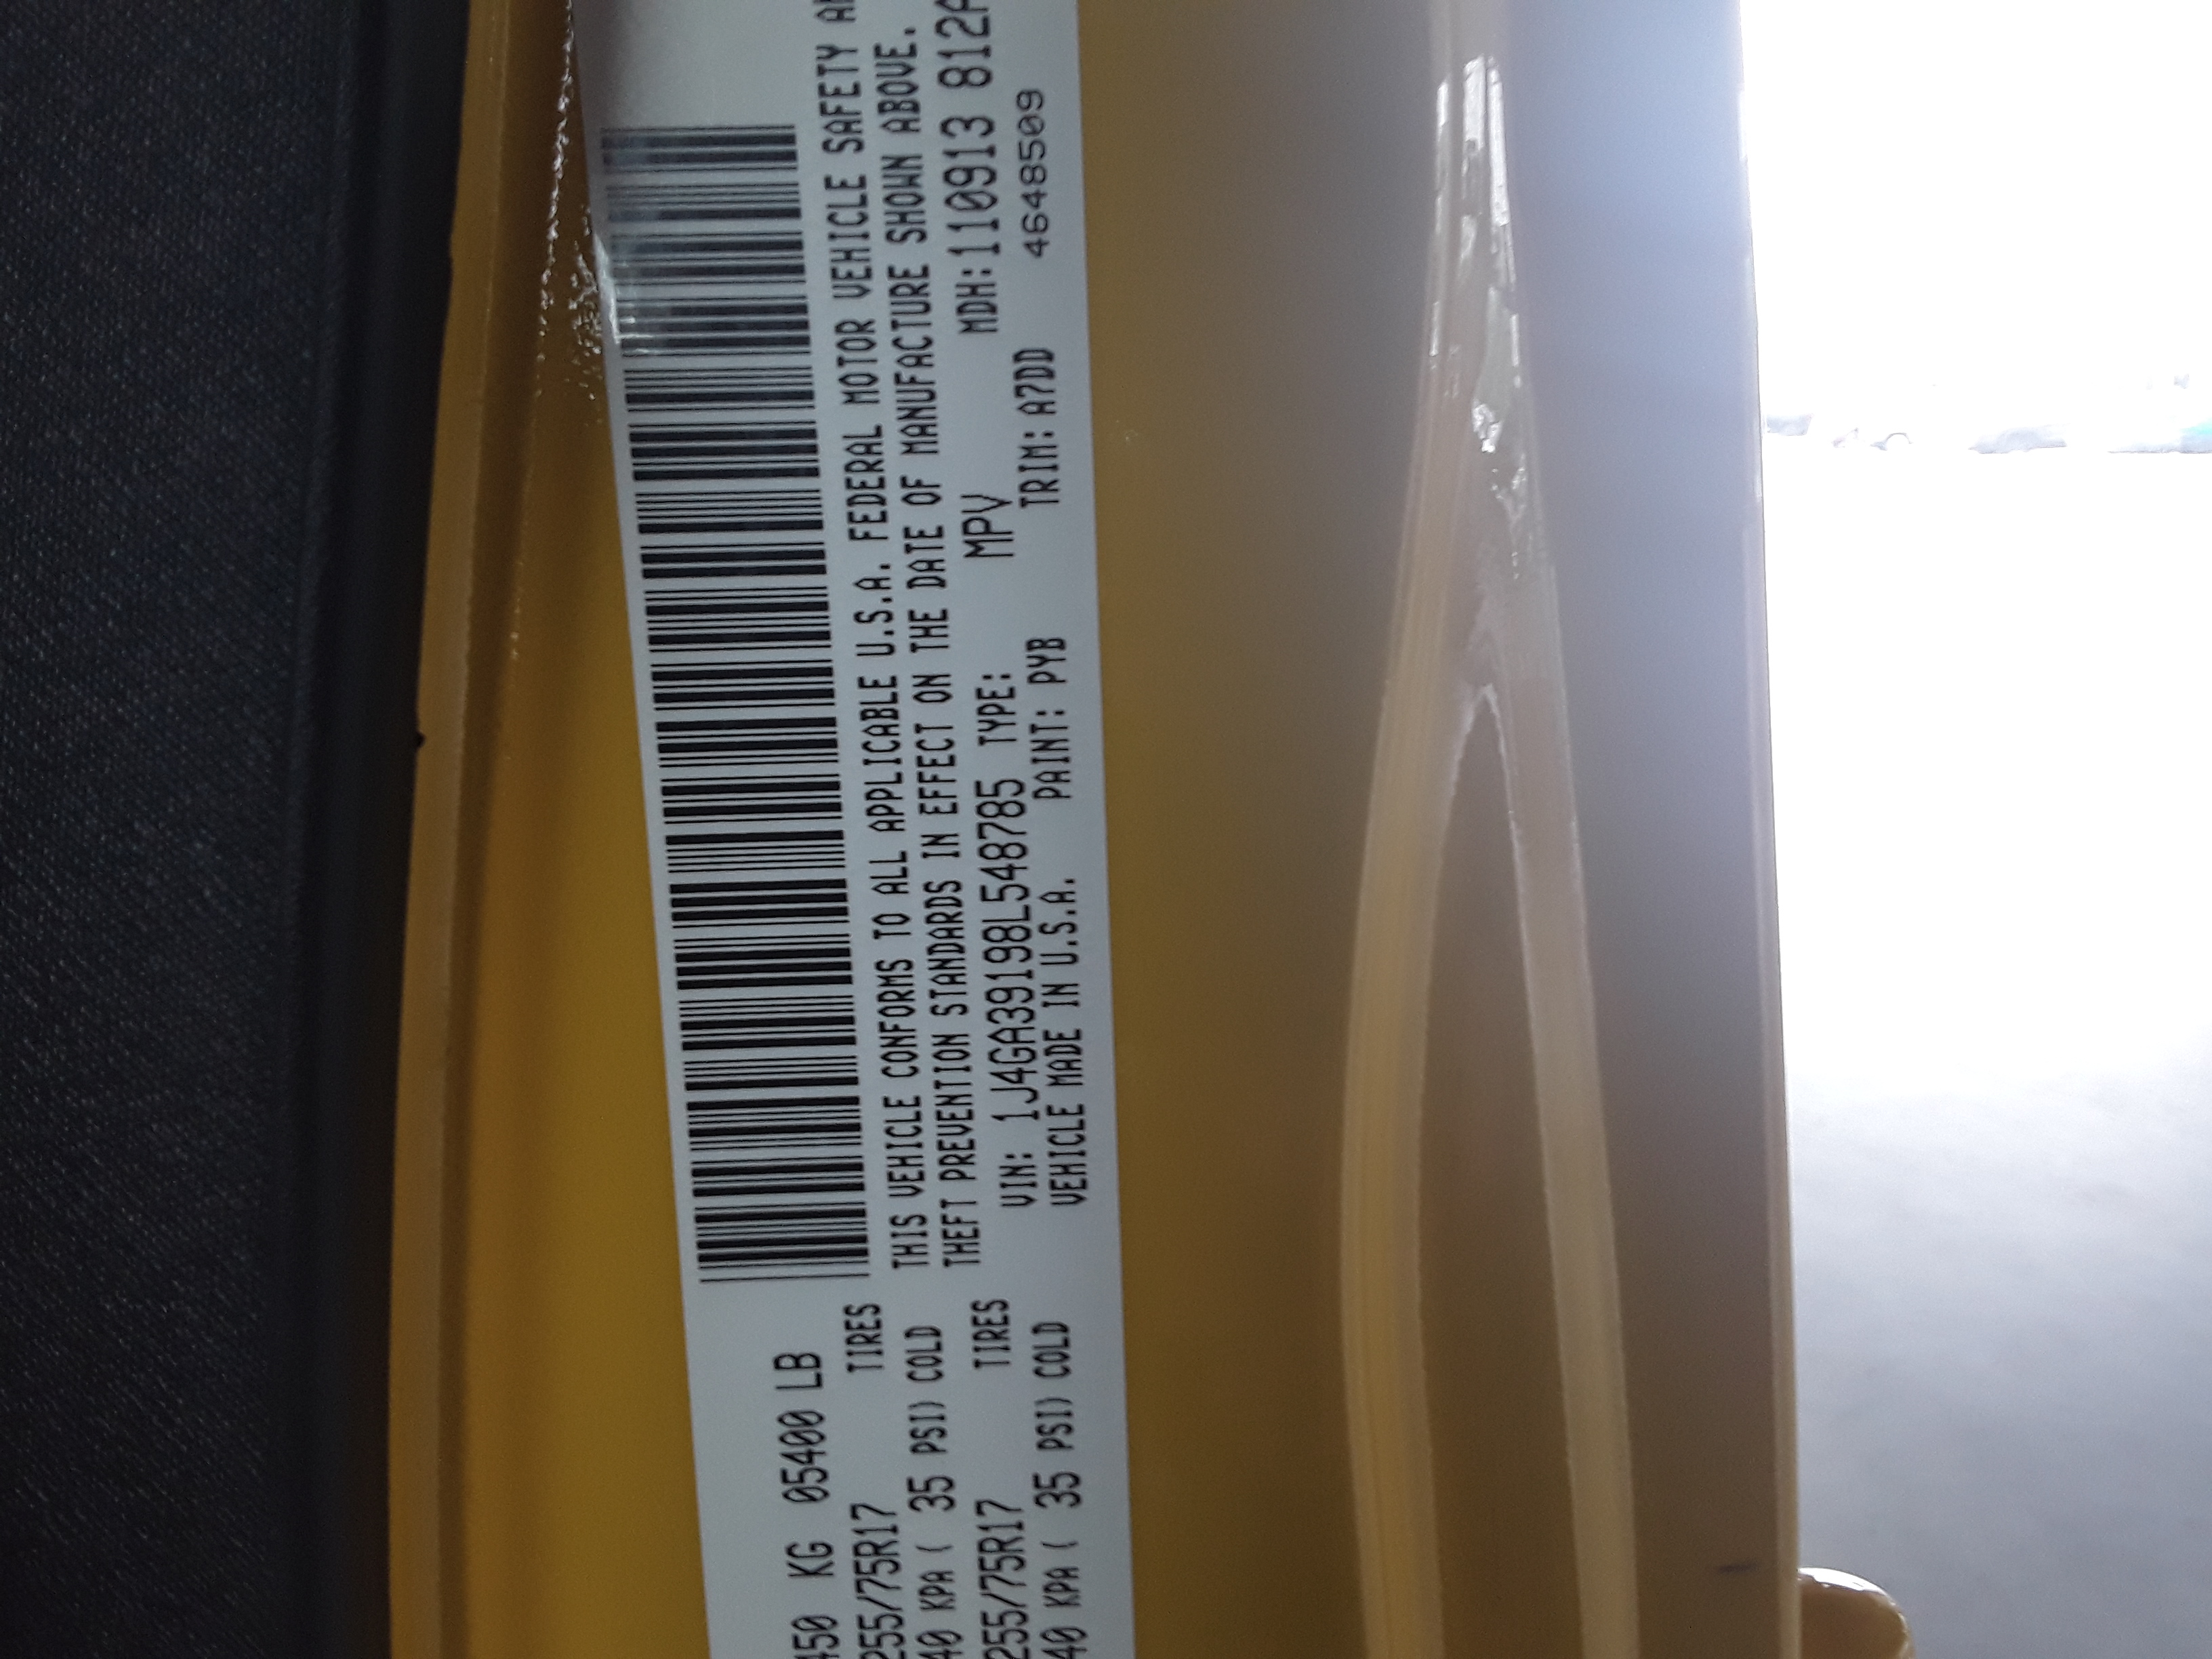 450 KG 05400 LB
255/75R17 TIRES
40 KPA ( 35 PSI) COLD
255/75R17 TIRES
40 KPA ( 35 PSI) COLD
THIS VEHICLE CONFORMS TO ALL APPLICABLE U.S.A. FEDERAL MOTOR VEHICLE SAFETY
THEFT PREVENTION STANDARDS IN EFFECT ON THE DATE OF MANUFACTURE SHOWN ABOVE.
VIN: 1J4GA39198L548785 TYPE: MPV MDH:110913 812A
VEHICLE MADE IN U.S.A. PAINT: PYB TRIM: A7DD 4648509